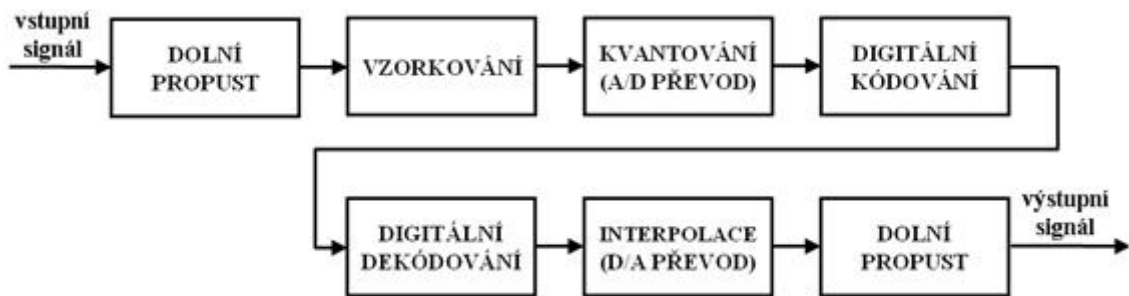 vstupní
signál
DOLNÍ
PROPUST
VZORKOVÁNÍ
KVANTOVÁNÍ
(A/D PŘEVOD)
DIGITÁLNÍ
KÓDOVÁNÍ
DIGITÁLNÍ
DEKÓDOVÁNÍ
INTERPOLACE
(D/A PŘEVOD)
DOLNÍ
PROPUST
výstupní
signál